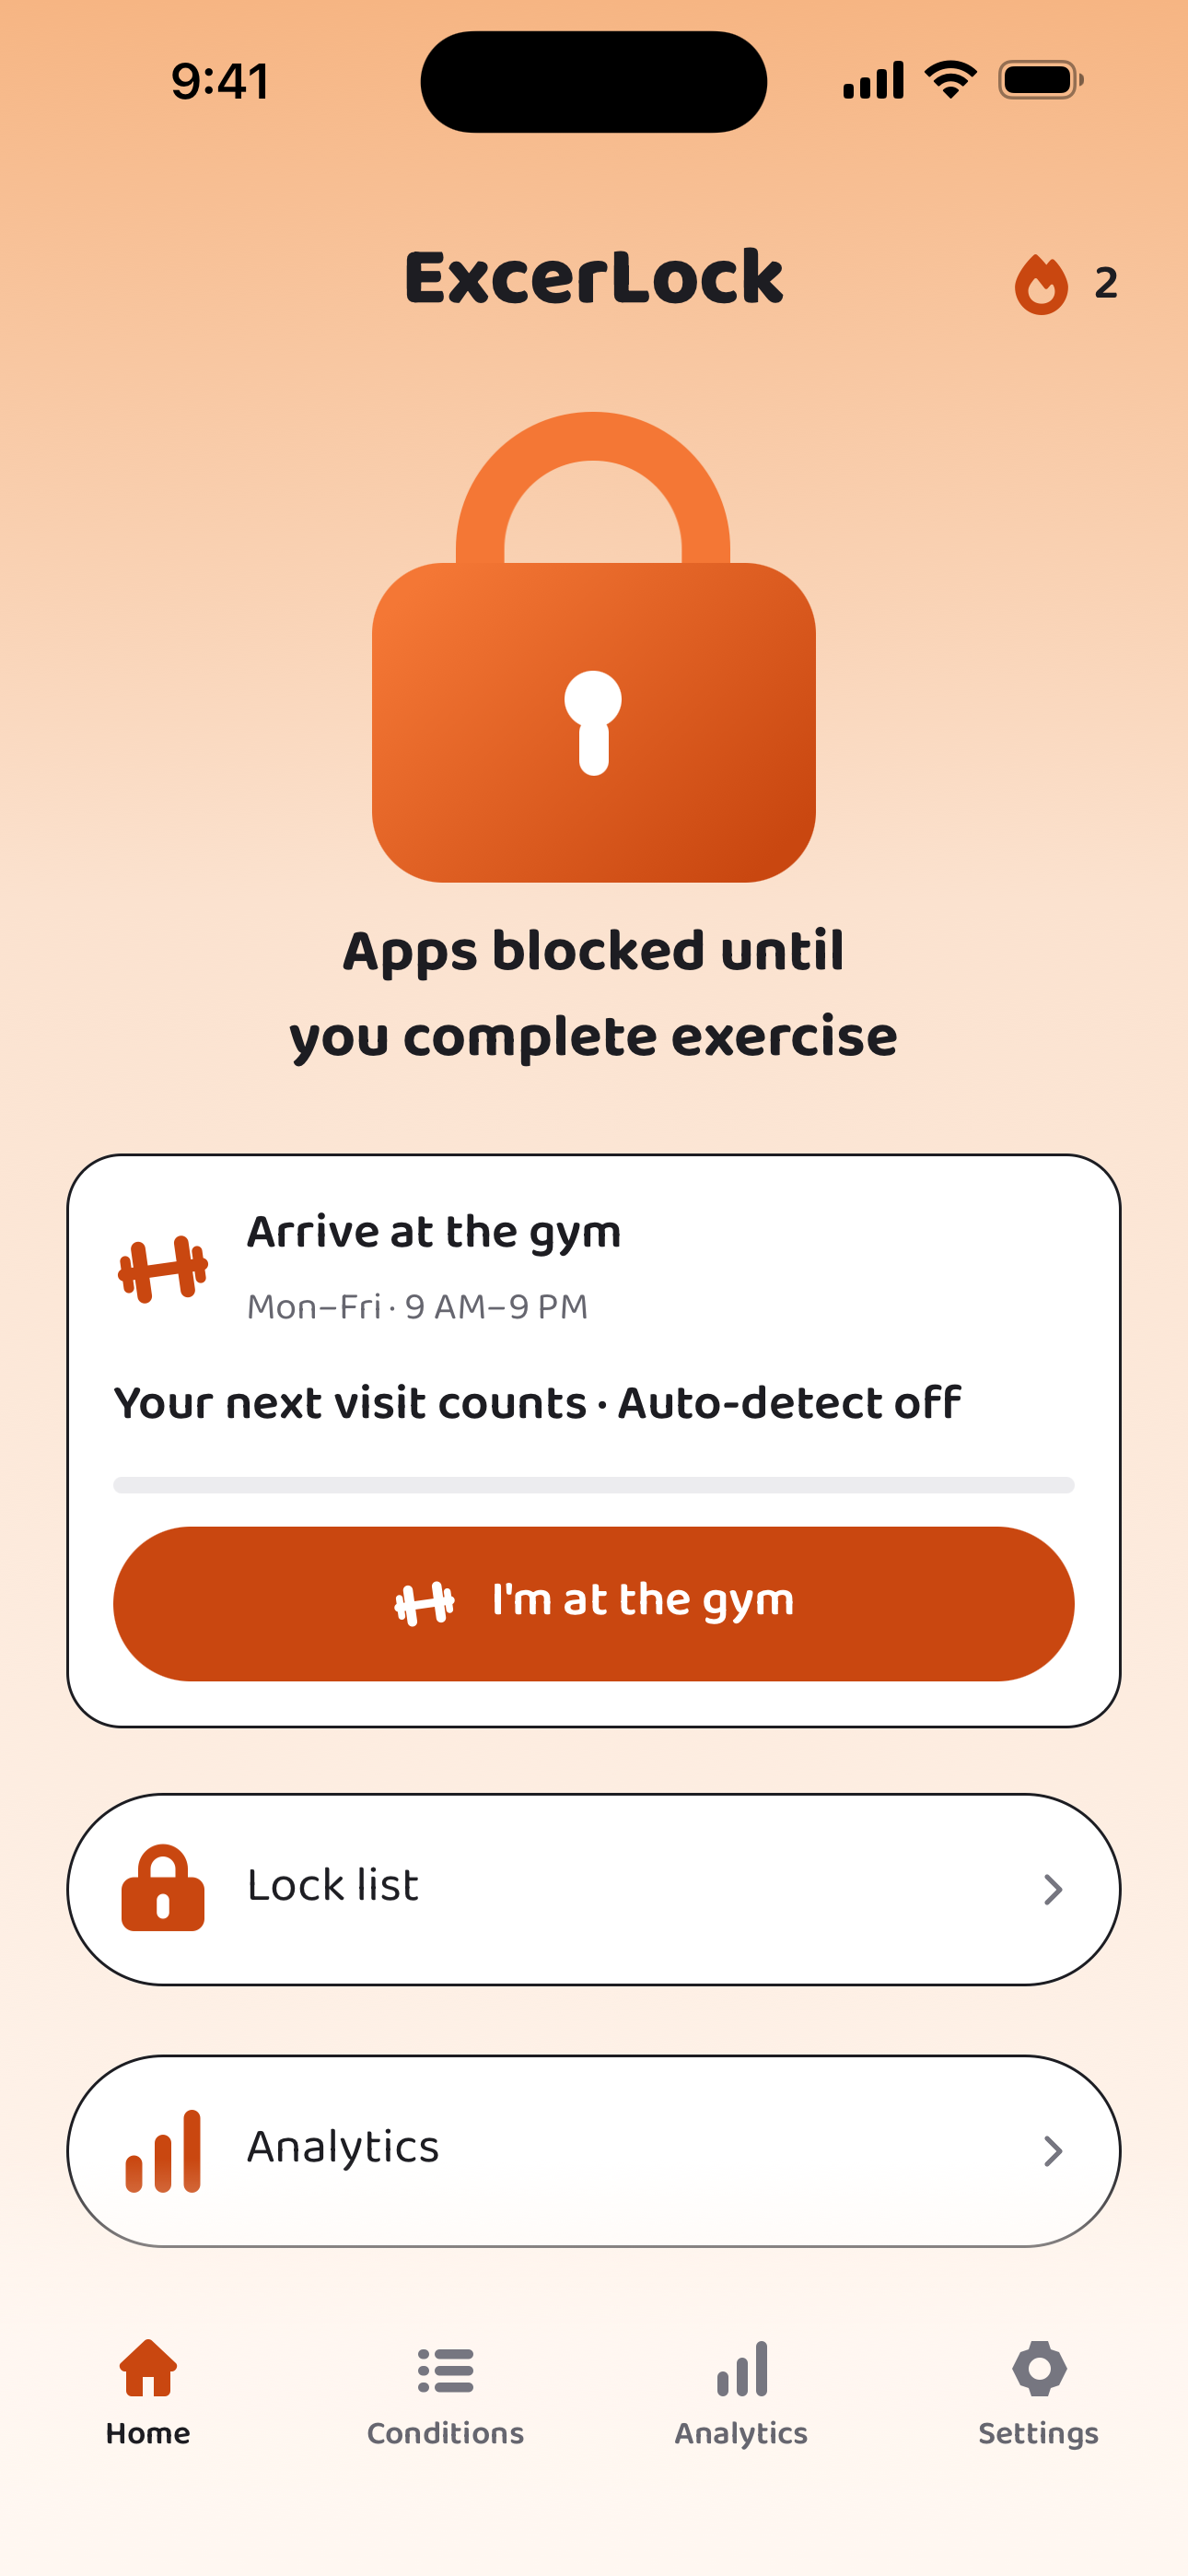 9:41
ExcerLock
2
Apps blocked until
you complete exercise
Arrive at the gym
Mon–Fri · 9 AM–9 PM
Your next visit counts · Auto-detect off
I'm at the gym
Lock list
Analytics
Home
Conditions
Analytics
Settings